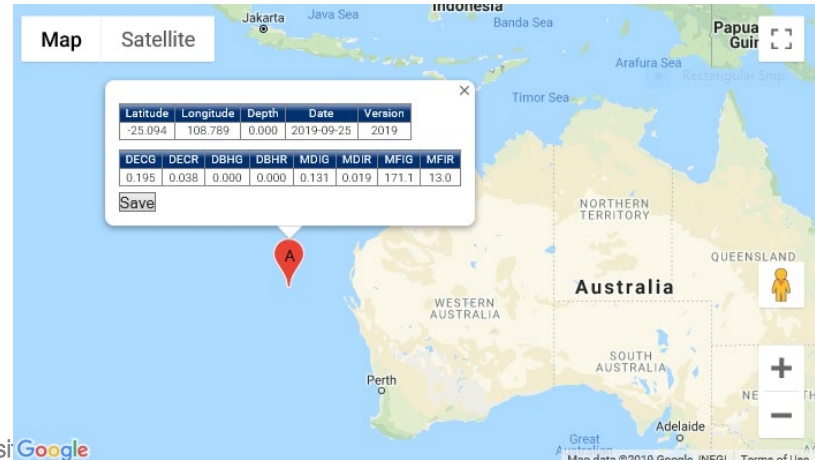 Indonesia
Jakarta
Java Sea
Banda Sea
Papua
Map
Satellite
Arafura Sea
Rectangular Snip
Timor Sea
Latitude Longitude Depth Date Version
-25.094 108.789 0.000 2019-09-25 2019
DECG DECR DBHG DBHR MDIG MDIR MFIG MFIR
0.195 0.038 0.000 0.000 0.131 0.019 171.1 13.0
Save
A
NORTHERN
TERRITORY
QUEENSLAND
Australia
WESTERN
AUSTRALIA
SOUTH
AUSTRALIA
Perth
NE
Adelaide
Great
Google
Map data ©2019 Google, INEGI
Terms of Use